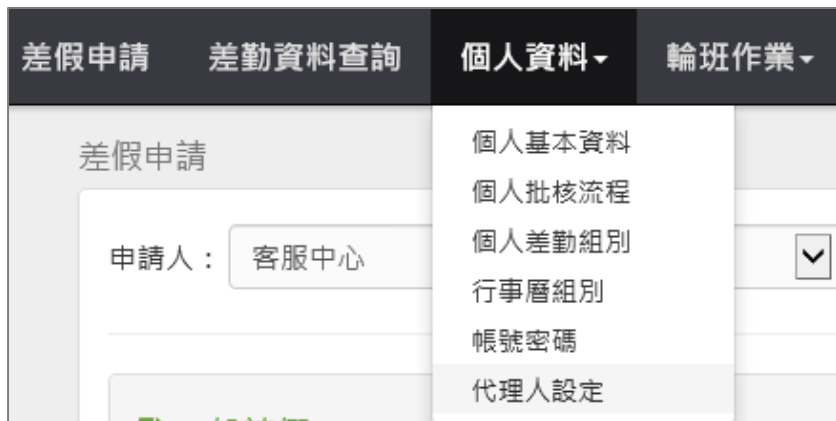 差假申請 差勤資料查詢 個人資料 輪班作業
差假申請
個人基本資料
個人批核流程
申請人： 客服中心
個人差勤組別
行事曆組別
帳號密碼
代理人設定